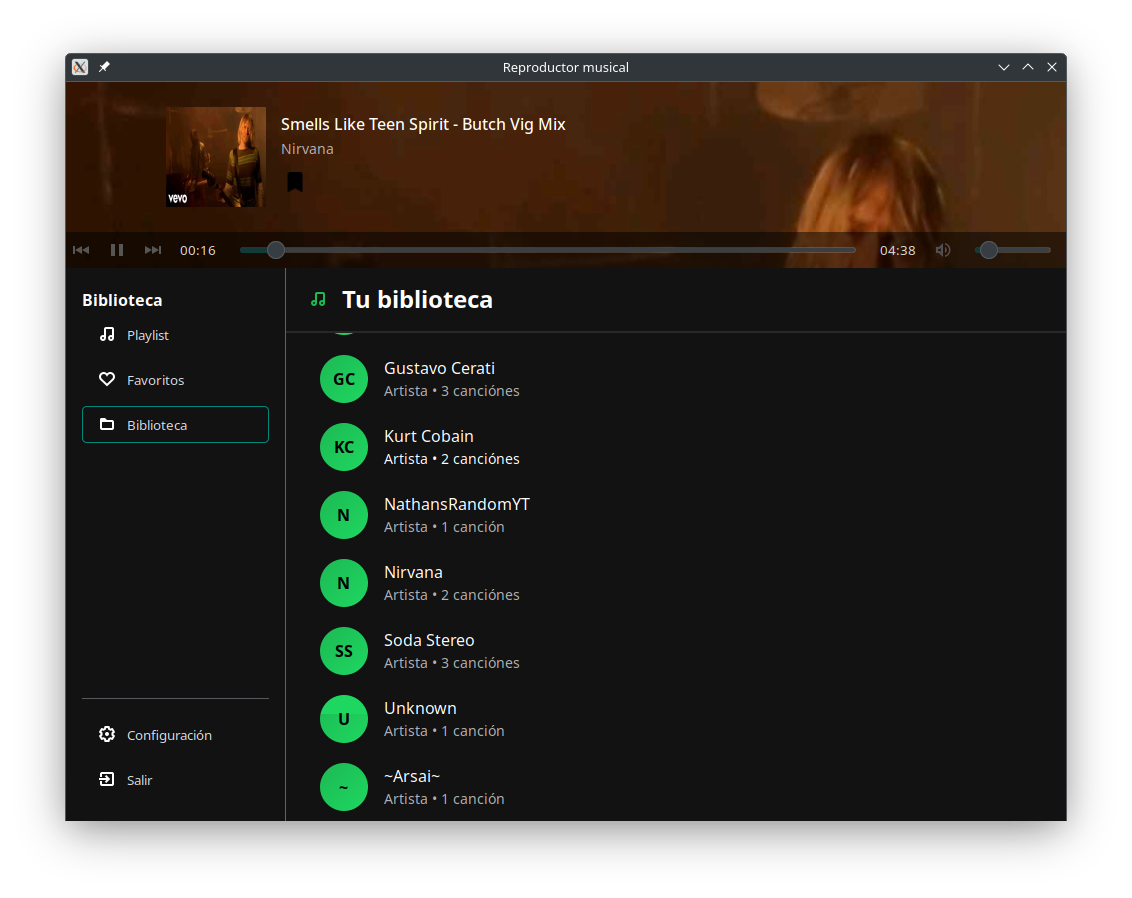 Reproductor musical
Smells Like Teen Spirit - Butch Vig Mix
Nirvana
vevo
00:16
04:38
Biblioteca
Playlist
Favoritos
Biblioteca
Configuración
Salir
Tu biblioteca
GC
Gustavo Cerati
Artista • 3 canciónes
KC
Kurt Cobain
Artista • 2 canciónes
N
NathansRandomYT
Artista • 1 canción
N
Nirvana
Artista • 2 canciónes
SS
Soda Stereo
Artista • 3 canciónes
U
Unknown
Artista • 1 canción
~
~Arsai~
Artista • 1 canción